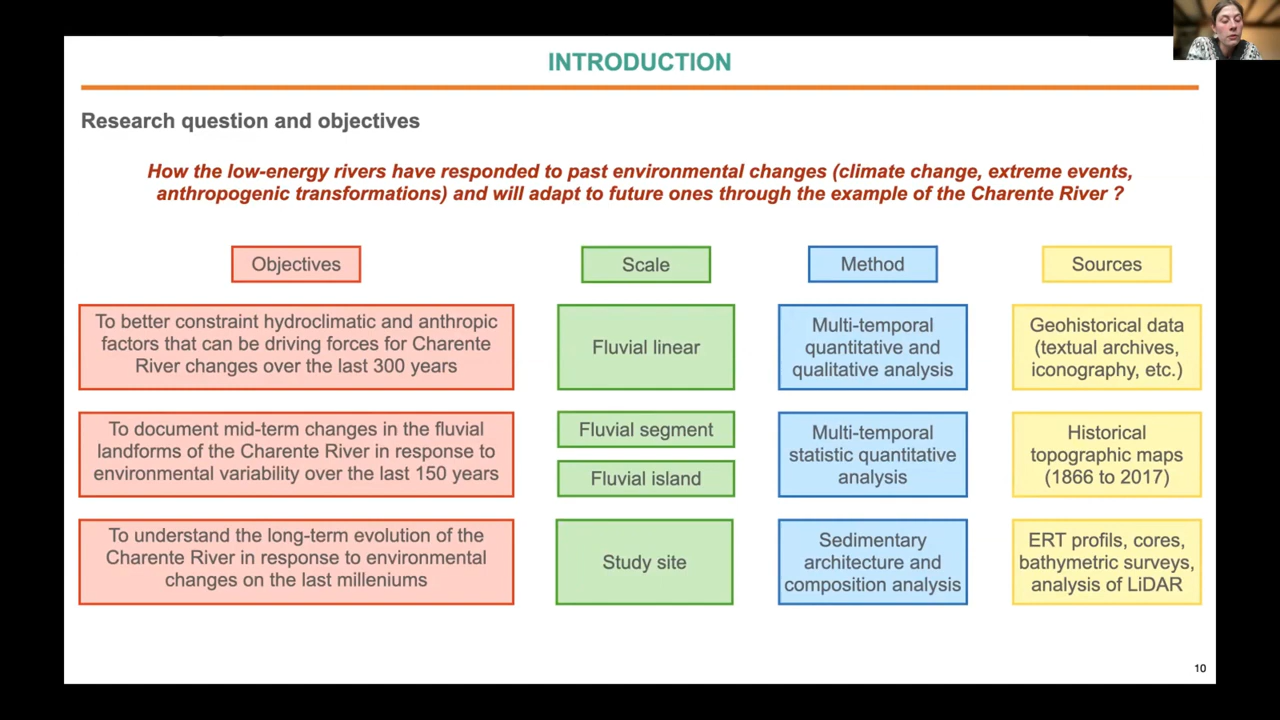 INTRODUCTION
Research question and objectives
How the low-energy rivers have responded to past environmental changes (climate change, extreme events,
anthropogenic transformations) and will adapt to future ones through the example of the Charente River ?
Objectives
Scale
Method
Sources
To better constraint hydroclimatic and anthropic
factors that can be driving forces for Charente
River changes over the last 300 years
Fluvial linear
Multi-temporal
quantitative and
qualitative analysis
Geohistorical data
(textual archives,
iconography, etc.)
To document mid-term changes in the fluvial
landforms of the Charente River in response to
environmental variability over the last 150 years
Fluvial segment
Fluvial island
Multi-temporal
statistic quantitative
analysis
Historical
topographic maps
(1866 to 2017)
To understand the long-term evolution of the
Charente River in response to environmental
changes on the last milleniums
Study site
Sedimentary
architecture and
composition analysis
ERT profils, cores,
bathymetric surveys,
analysis of LiDAR
10